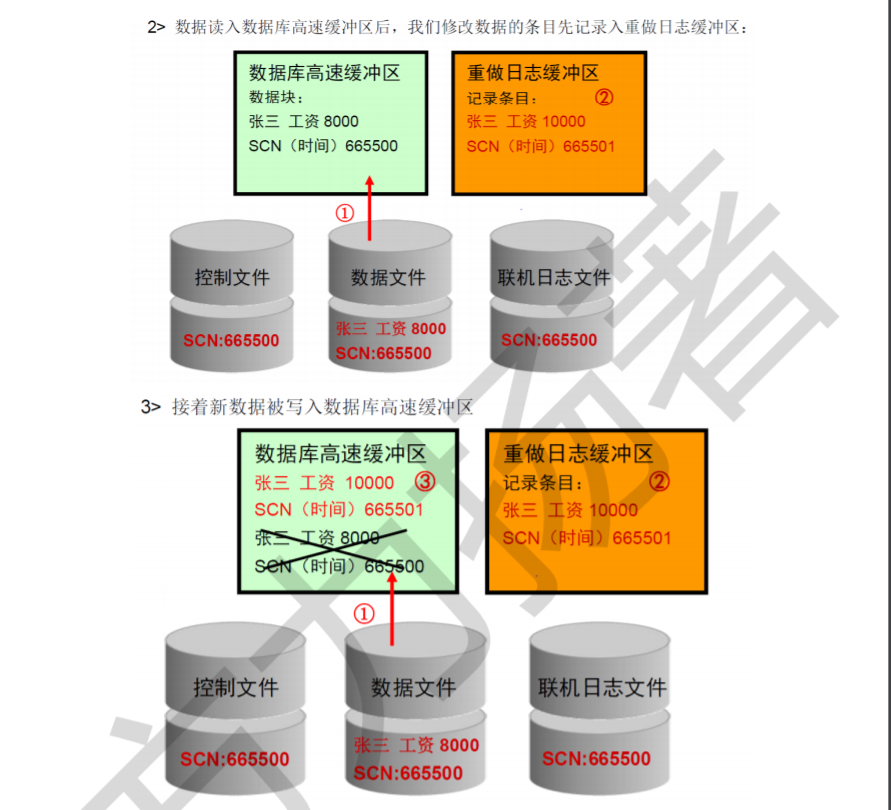 2> 数据读入数据库高速缓冲区后，我们修改数据的条目先记录入重做日志缓冲区：
数据库高速缓冲区
数据块：
张三 工资 8000
SCN（时间）665500
重做日志缓冲区
记录条目： ②
张三 工资 10000
SCN（时间）665501
①
控制文件
SCN:665500
数据文件
张三 工资 8000
SCN:665500
联机日志文件
SCN:665500
3> 接着新数据被写入数据库高速缓冲区
数据库高速缓冲区
张三 工资 10000 ③
SCN（时间）665501
张三 工资 8000
SCN（时间）665500
重做日志缓冲区
记录条目： ②
张三 工资 10000
SCN（时间）665501
①
控制文件
SCN:665500
数据文件
张三 工资 8000
SCN:665500
联机日志文件
SCN:665500